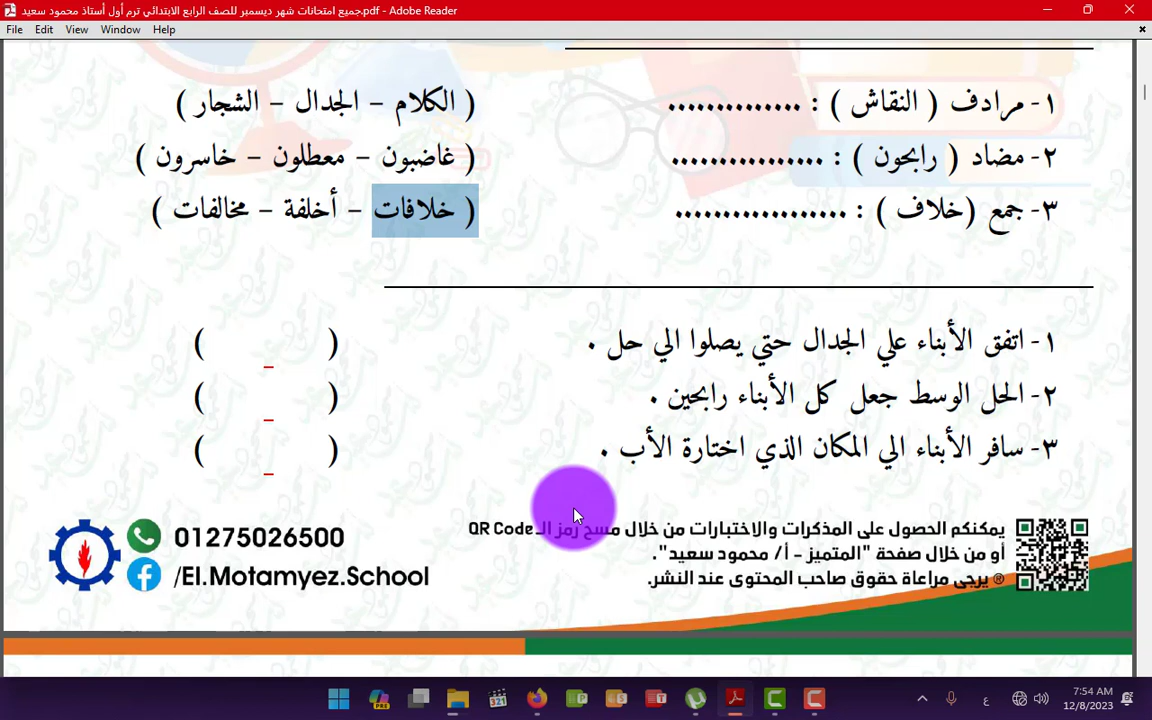 جميع امتحانات شهر ديسمبر للصف الرابع الابتدائي ترم أول أستاذ محمود سعيد.pdf - Adobe Reader
File Edit View Window Help
١- مرادف ( النقاش ) : .............. ( الكلام – الجدال – الشجار )
٢- مضاد ( رابحون ) : ................ ( غاضبون – معطلون – خاسرون )
٣- جمع (خلاف ) : .................. ( خلافات – أخلفة – مخالفات )
١- اتفق الأبناء علي الجدال حتي يصلوا الي حل . ( )
٢- الحل الوسط جعل كل الأبناء رابحين . ( )
٣- سافر الأبناء الي المكان الذي اختارة الأب . ( )
يمكنكم الحصول على المذكرات والاختبارات من خلال مسح رمز الـ QR Code
أو من خلال صفحة "المتميز - أ/ محمود سعيد".
® يرجى مراعاة حقوق صاحب المحتوى عند النشر.
01275026500
/El.Motamyez.School
ع
7:54 AM
12/8/2023